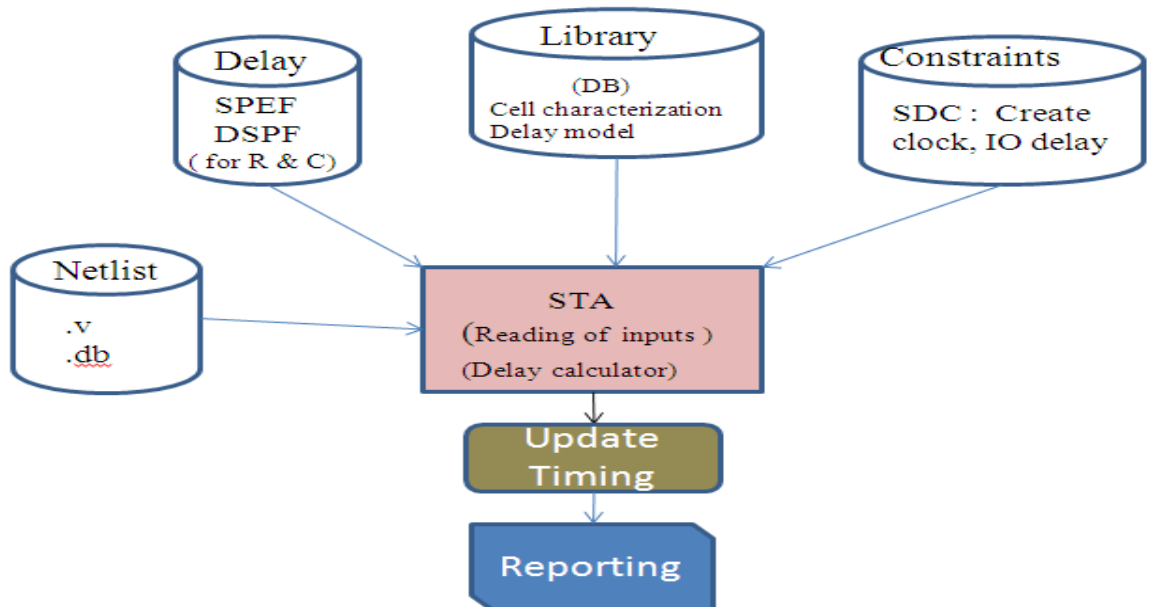 Delay
SPEF
DSPF
( for R & C)
Library
(DB)
Cell characterization
Delay model
Constraints
SDC : Create
clock, IO delay
Netlist
.v
.db
STA
(Reading of inputs )
(Delay calculator)
Update
Timing
Reporting